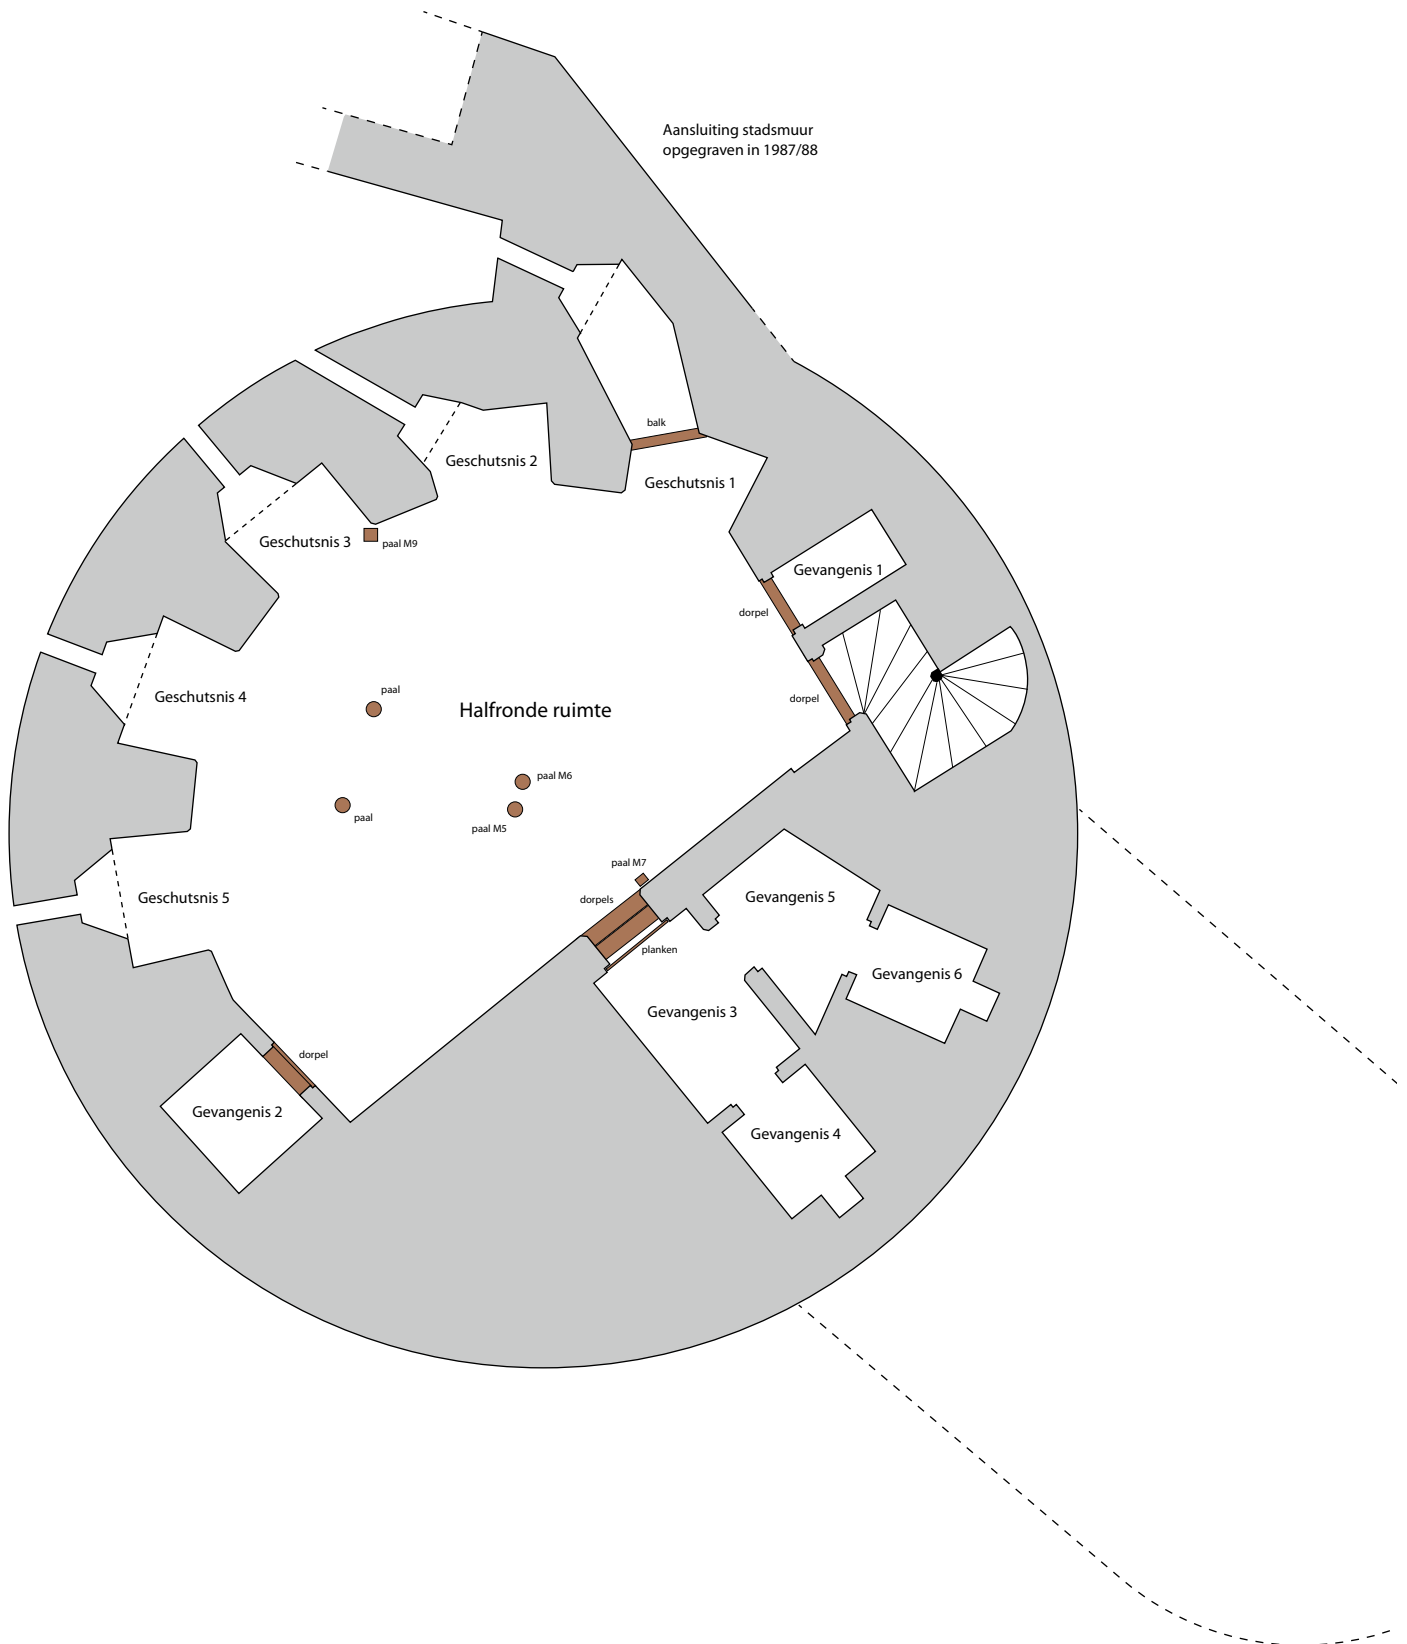 Aansluiting stadsmuur
opgegraven in 1987/88
balk
Geschutsnis 2
Geschutsnis 1
Geschutsnis 3
paal M9
Gevangenis 1
dorpel
Geschutsnis 4
paal
Halfronde ruimte
dorpel
paal M6
paal
paal M5
paal M7
Geschutsnis 5
dorpels
Gevangenis 5
planken
Gevangenis 6
Gevangenis 3
dorpel
Gevangenis 2
Gevangenis 4